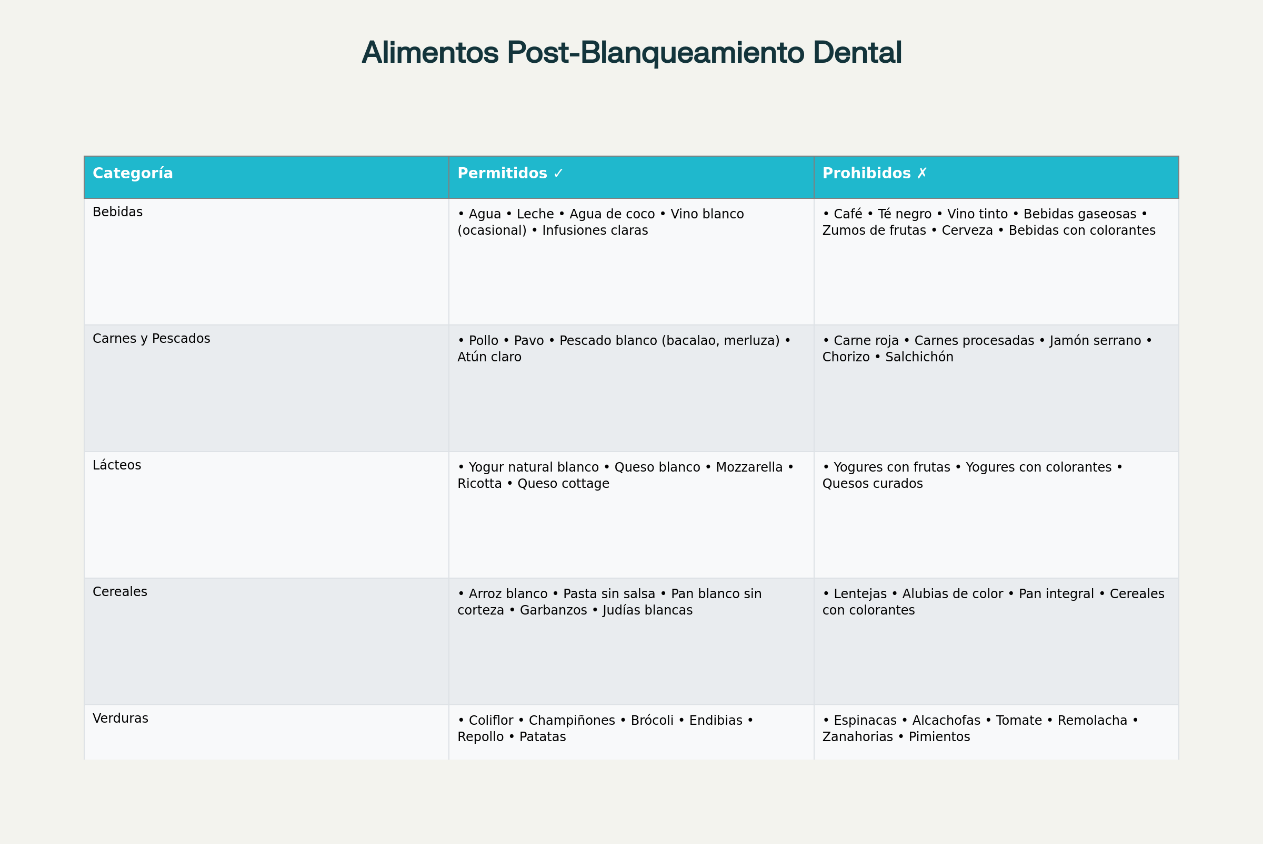 Alimentos Post-Blanqueamiento Dental
Categoría
Permitidos ✓
Prohibidos ✗
Bebidas
• Agua • Leche • Agua de coco • Vino blanco
(ocasional) • Infusiones claras
• Café • Té negro • Vino tinto • Bebidas gaseosas •
Zumos de frutas • Cerveza • Bebidas con colorantes
Carnes y Pescados
• Pollo • Pavo • Pescado blanco (bacalao, merluza) •
Atún claro
• Carne roja • Carnes procesadas • Jamón serrano •
Chorizo • Salchichón
Lácteos
• Yogur natural blanco • Queso blanco • Mozzarella •
Ricotta • Queso cottage
• Yogures con frutas • Yogures con colorantes •
Quesos curados
Cereales
• Arroz blanco • Pasta sin salsa • Pan blanco sin
corteza • Garbanzos • Judías blancas
• Lentejas • Alubias de color • Pan integral • Cereales
con colorantes
Verduras
• Coliflor • Champiñones • Brócoli • Endibias •
Repollo • Patatas
• Espinacas • Alcachofas • Tomate • Remolacha •
Zanahorias • Pimientos